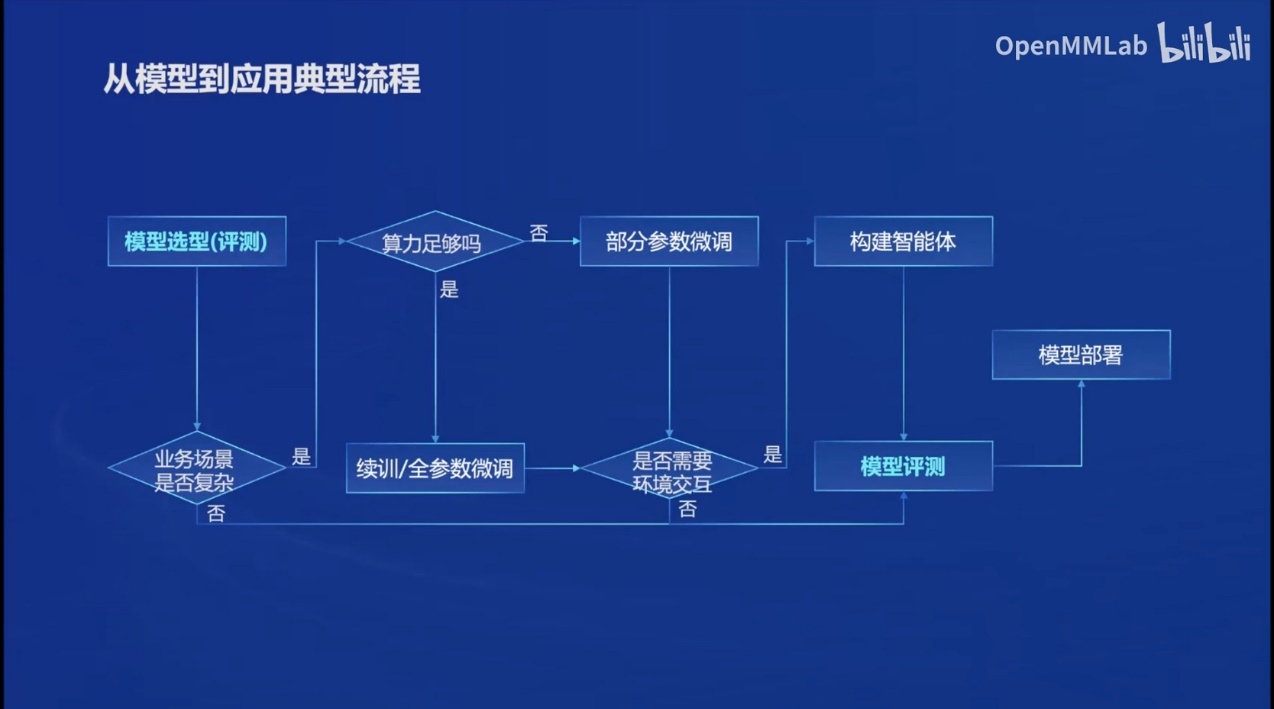 OpenMMLab bilibili
从模型到应用典型流程
模型选型(评测)
算力足够吗
否
部分参数微调
构建智能体
是
模型部署
业务场景
是否复杂
是
续训/全参数微调
是否需要
环境交互
是
模型评测
否
否